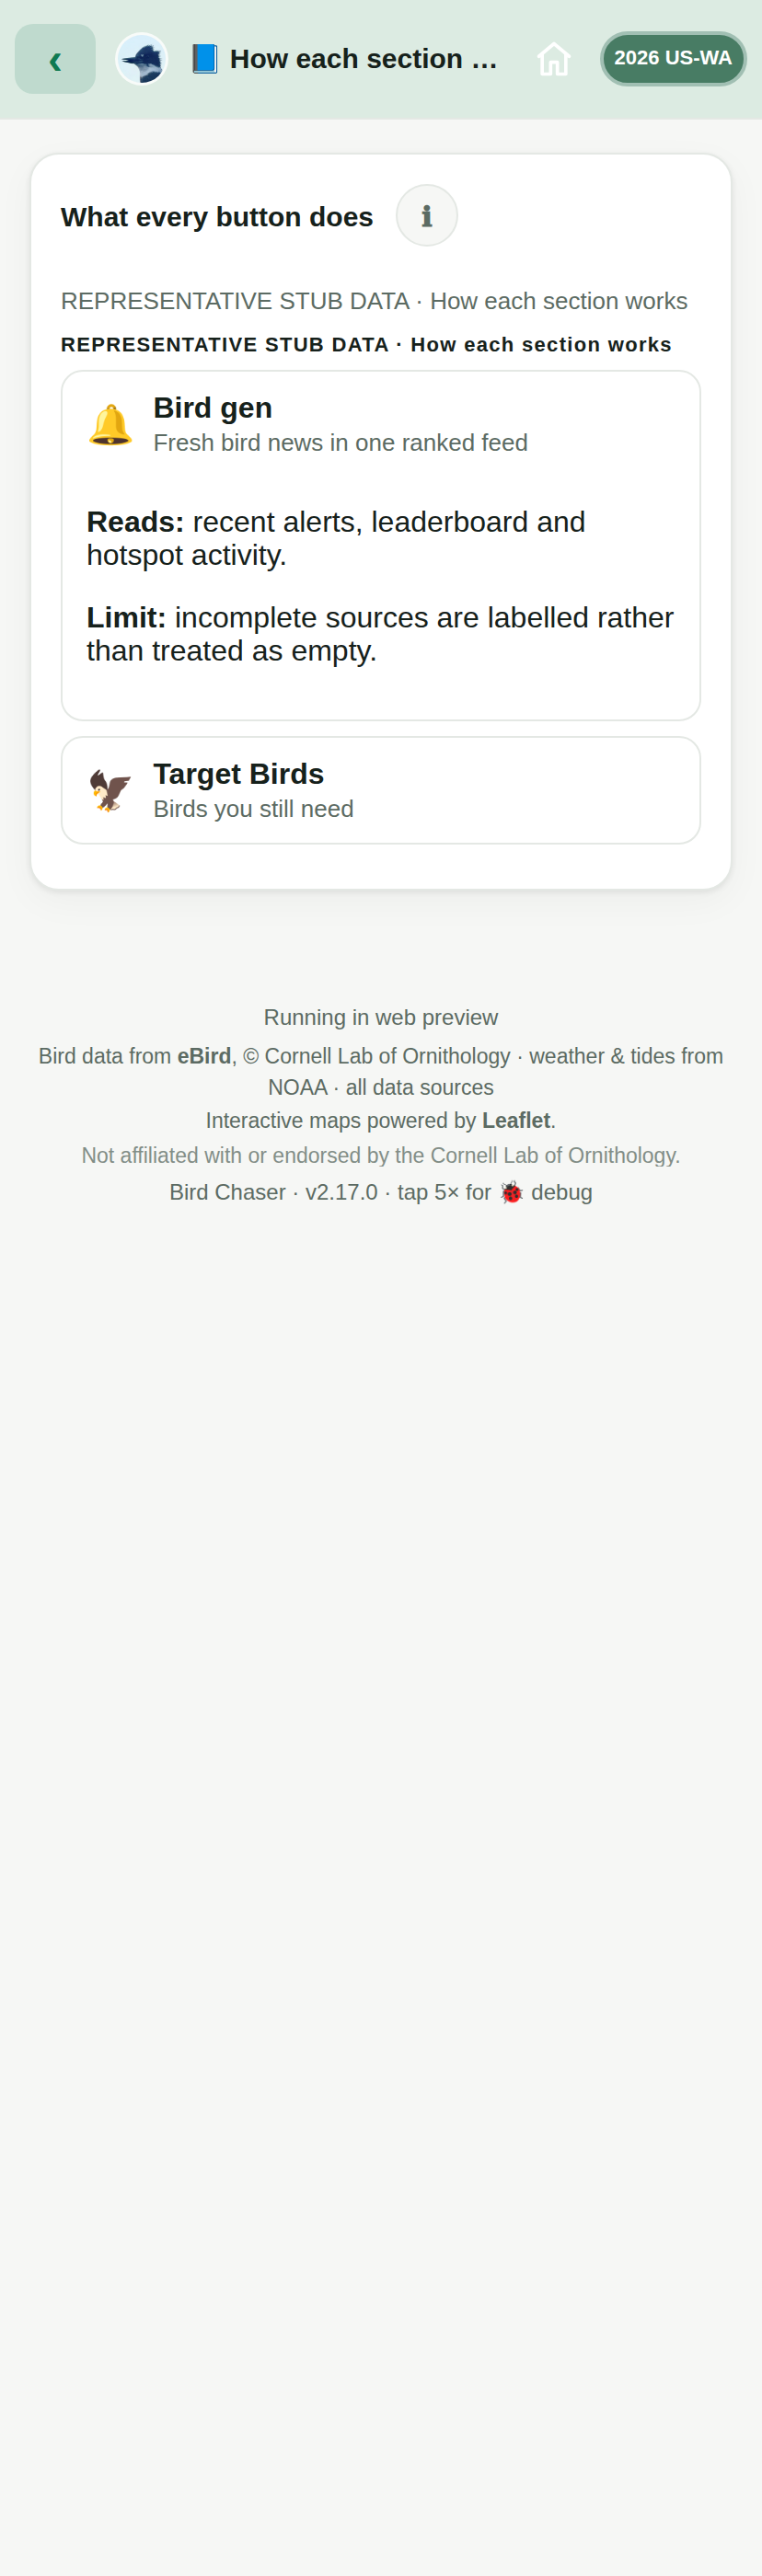 ‹ 📘 How each section … 2026 US-WA
What every button does ℹ
REPRESENTATIVE STUB DATA · How each section works
REPRESENTATIVE STUB DATA · How each section works
🔔 Bird gen
Fresh bird news in one ranked feed
Reads: recent alerts, leaderboard and
hotspot activity.
Limit: incomplete sources are labelled rather
than treated as empty.
🦅 Target Birds
Birds you still need
Running in web preview
Bird data from eBird, © Cornell Lab of Ornithology · weather & tides from
NOAA · all data sources
Interactive maps powered by Leaflet.
Not affiliated with or endorsed by the Cornell Lab of Ornithology.
Bird Chaser · v2.17.0 · tap 5× for 🐞 debug